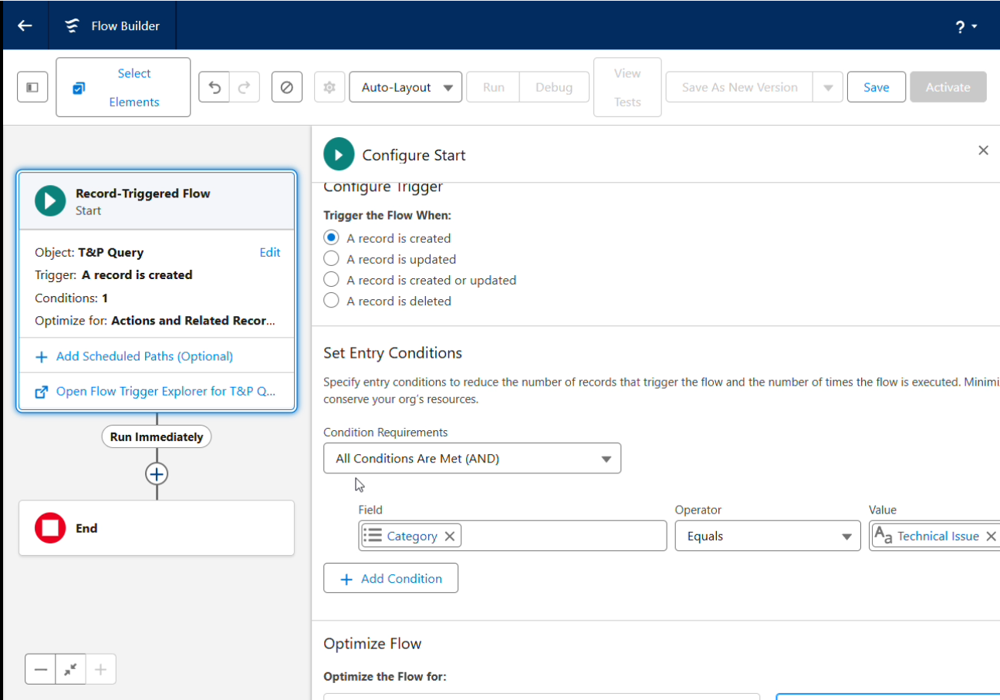 Flow Builder
?
Select
Elements
Auto-Layout
Run
Debug
View
Tests
Save As New Version
Save
Activate
Record-Triggered Flow
Start
Object: T&P Query
Edit
Trigger: A record is created
Conditions: 1
Optimize for: Actions and Related Recor...
Add Scheduled Paths (Optional)
Open Flow Trigger Explorer for T&P Q...
Run Immediately
End
Configure Start
Configure Trigger
Trigger the Flow When:
A record is created
A record is updated
A record is created or updated
A record is deleted
Set Entry Conditions
Specify entry conditions to reduce the number of records that trigger the flow and the number of times the flow is executed. Minimi
conserve your org's resources.
Condition Requirements
All Conditions Are Met (AND)
Field
Operator
Value
Category
Equals
Aa Technical Issue
Add Condition
Optimize Flow
Optimize the Flow for: